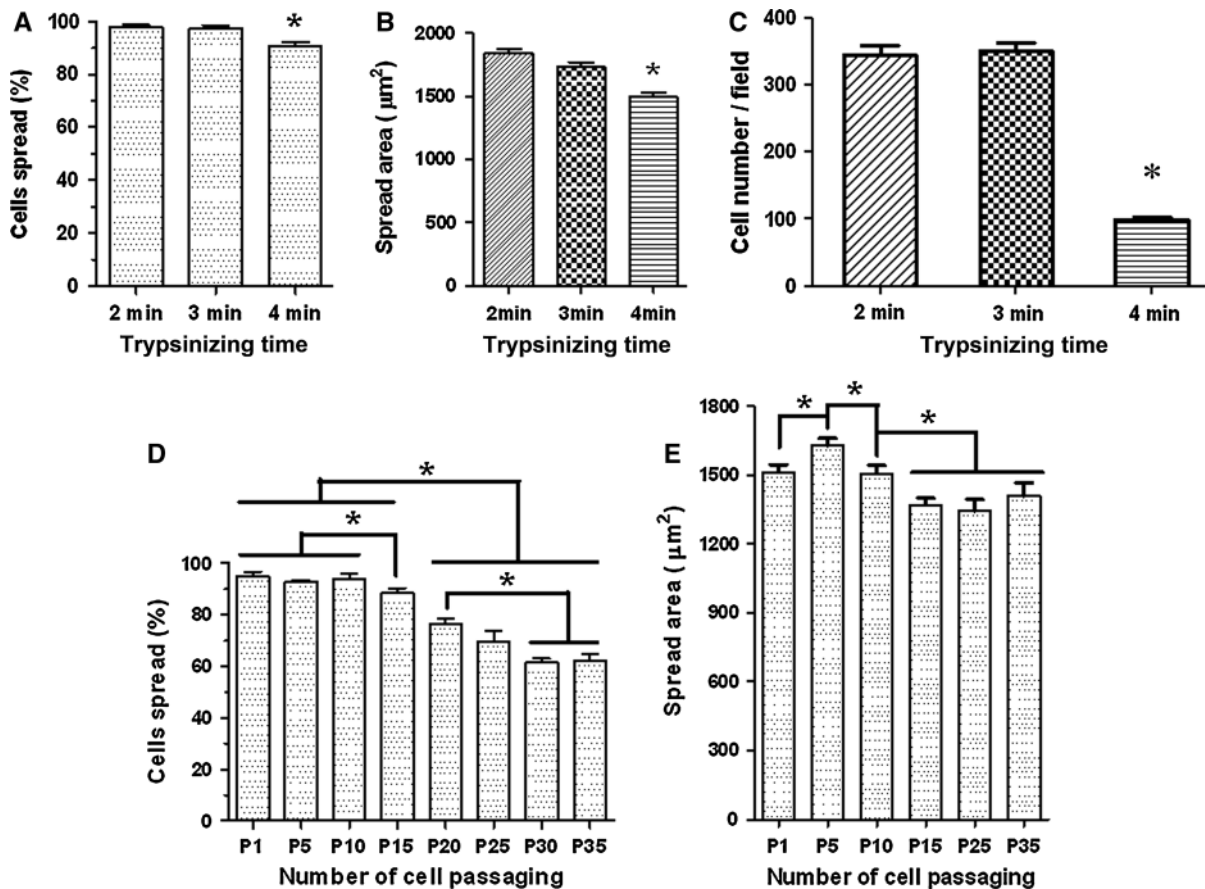 A
Cells spread (%)
100
80
60
40
20
0
*
2 min 3 min 4 min
Trypsinizing time
B
Spread area ( µm²)
2000
1500
1000
500
0
*
2min 3min 4min
Trypsinizing time
C
Cell number / field
400
300
200
100
0
*
2 min 3 min 4 min
Trypsinizing time
D
Cells spread (%)
100
80
60
40
20
0
*
*
*
P1 P5 P10 P15 P20 P25 P30 P35
Number of cell passaging
E
Spread area ( µm²)
1800
1500
1200
900
600
300
0
* * *
P1 P5 P10 P15 P25 P35
Number of cell passaging